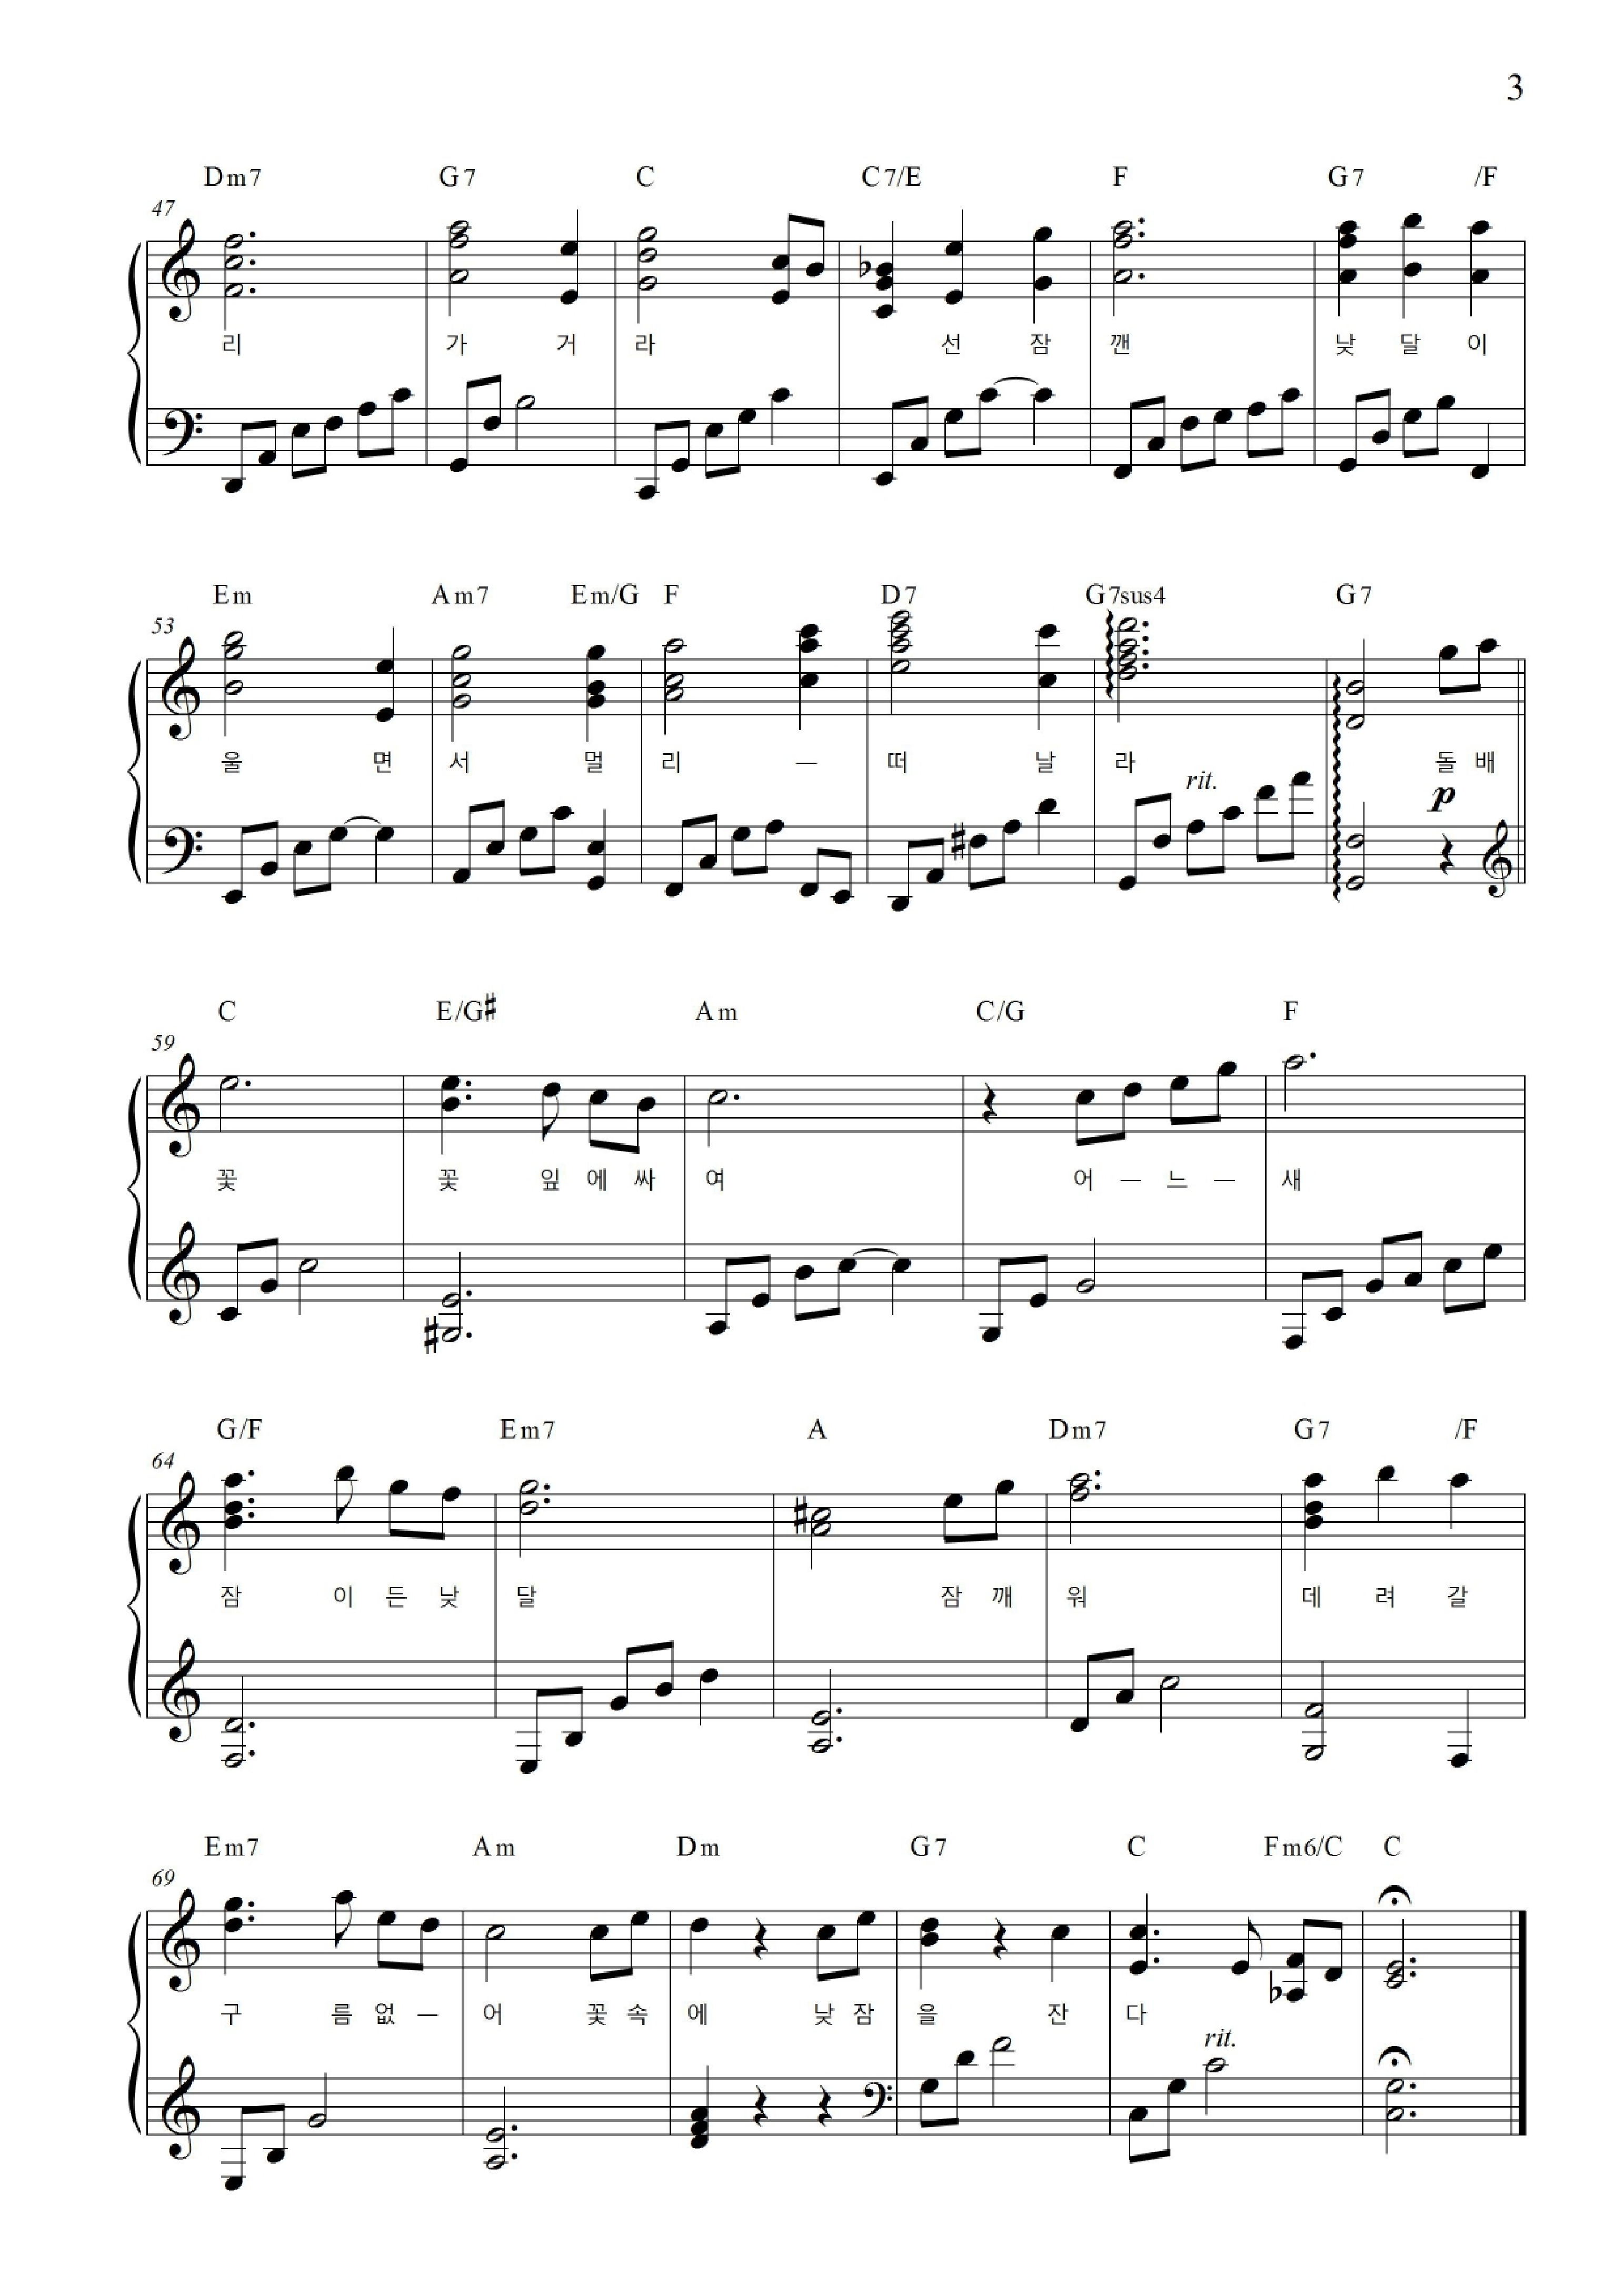 3
Dm7 G7 C C7/E F G7 /F
47
리 가 거 라 선 잠 깬 낮 달 이
Em Am7 Em/G F D7 G7sus4 G7
53
울 면 서 멀 리 — 떠 날 라 돌 배
rit. p
C E/G♯ Am C/G F
59
꽃 꽃 잎 에 싸 여 어 — 느 — 새
G/F Em7 A Dm7 G7 /F
64
잠 이 든 낮 달 잠 깨 워 데 려 갈
Em7 Am Dm G7 C Fm6/C C
69
구 름 없 — 어 꽃 속 에 낮 잠 을 잔 다
rit.